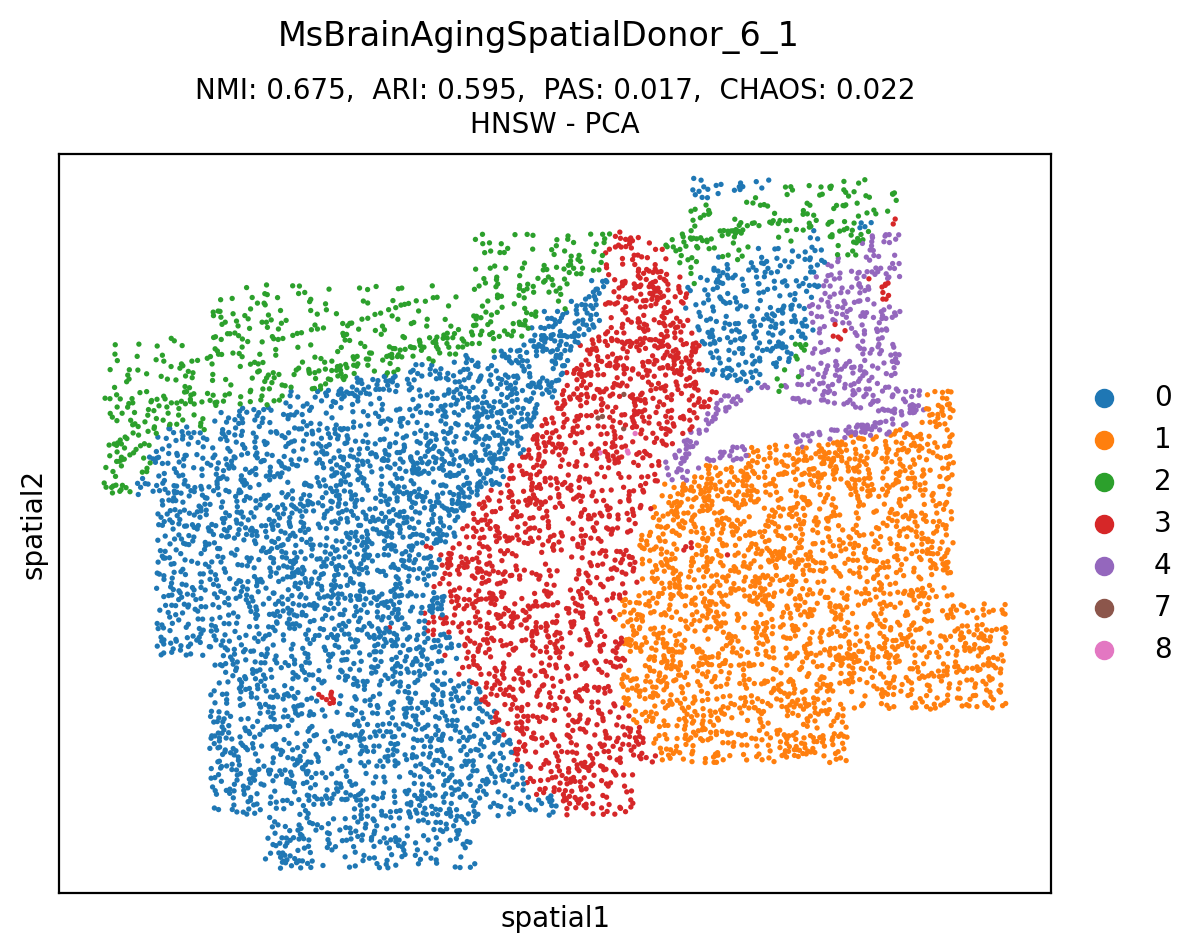 MsBrainAgingSpatialDonor_6_1
NMI: 0.675,  ARI: 0.595,  PAS: 0.017,  CHAOS: 0.022
HNSW - PCA
spatial2
0
1
2
3
4
7
8
spatial1